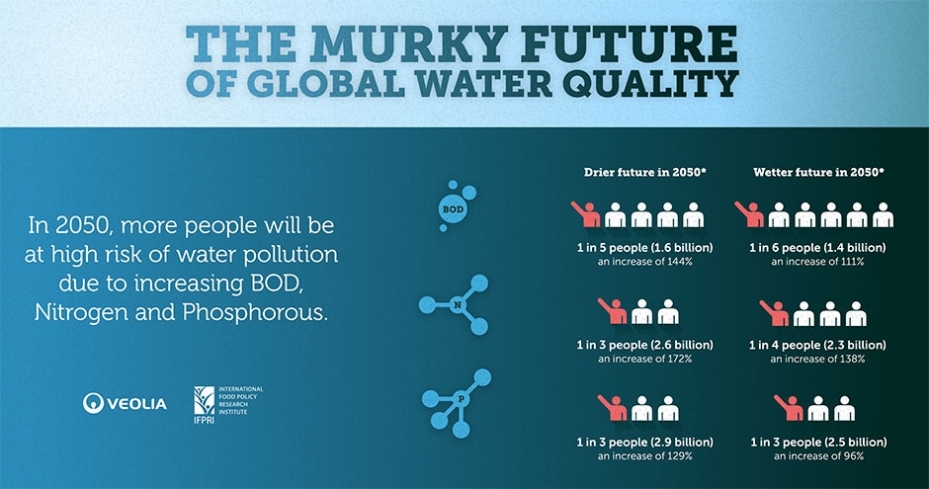 THE MURKY FUTURE
OF GLOBAL WATER QUALITY
In 2050, more people will be
at high risk of water pollution
due to increasing BOD,
Nitrogen and Phosphorous.
VEOLIA
INTERNATIONAL
FOOD POLICY
RESEARCH
INSTITUTE
IFPRI
Drier future in 2050*
Wetter future in 2050*
BOD
1 in 5 people (1.6 billion)
an increase of 144%
1 in 6 people (1.4 billion)
an increase of 111%
N
1 in 3 people (2.6 billion)
an increase of 172%
1 in 4 people (2.3 billion)
an increase of 138%
P
1 in 3 people (2.9 billion)
an increase of 129%
1 in 3 people (2.5 billion)
an increase of 96%